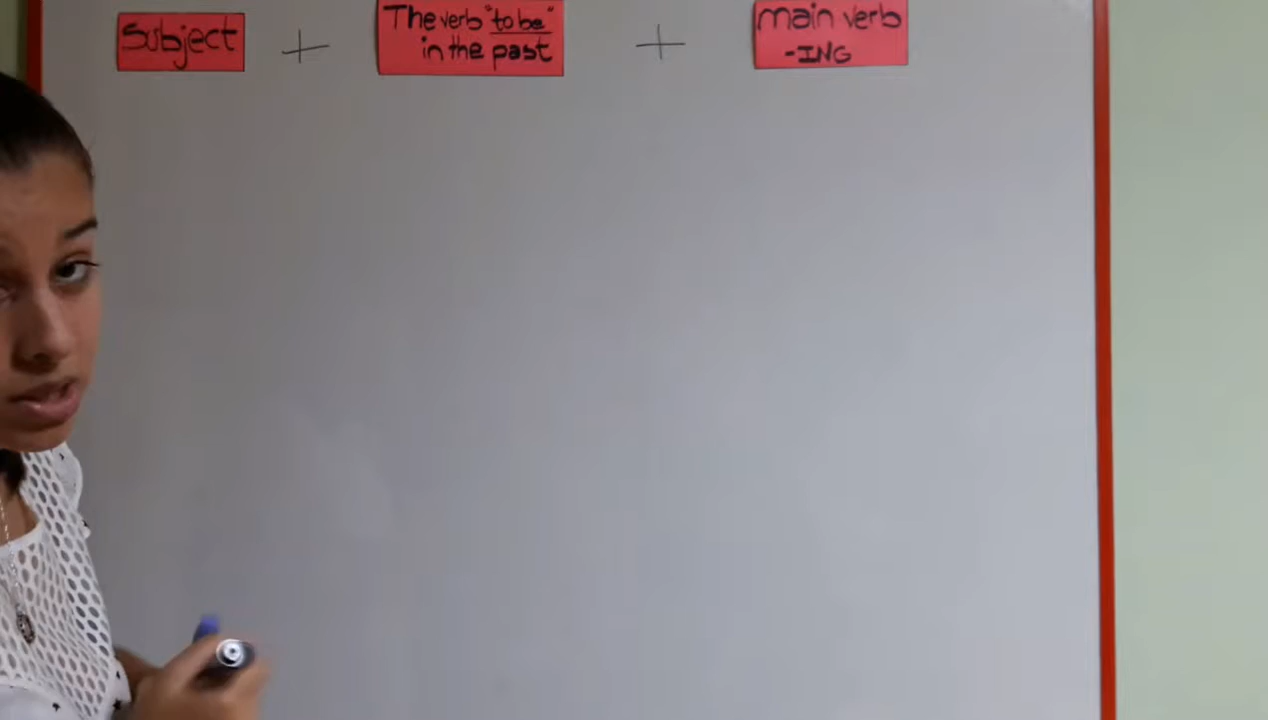 Subject + The verb "to be" + main verb
in the past -ING